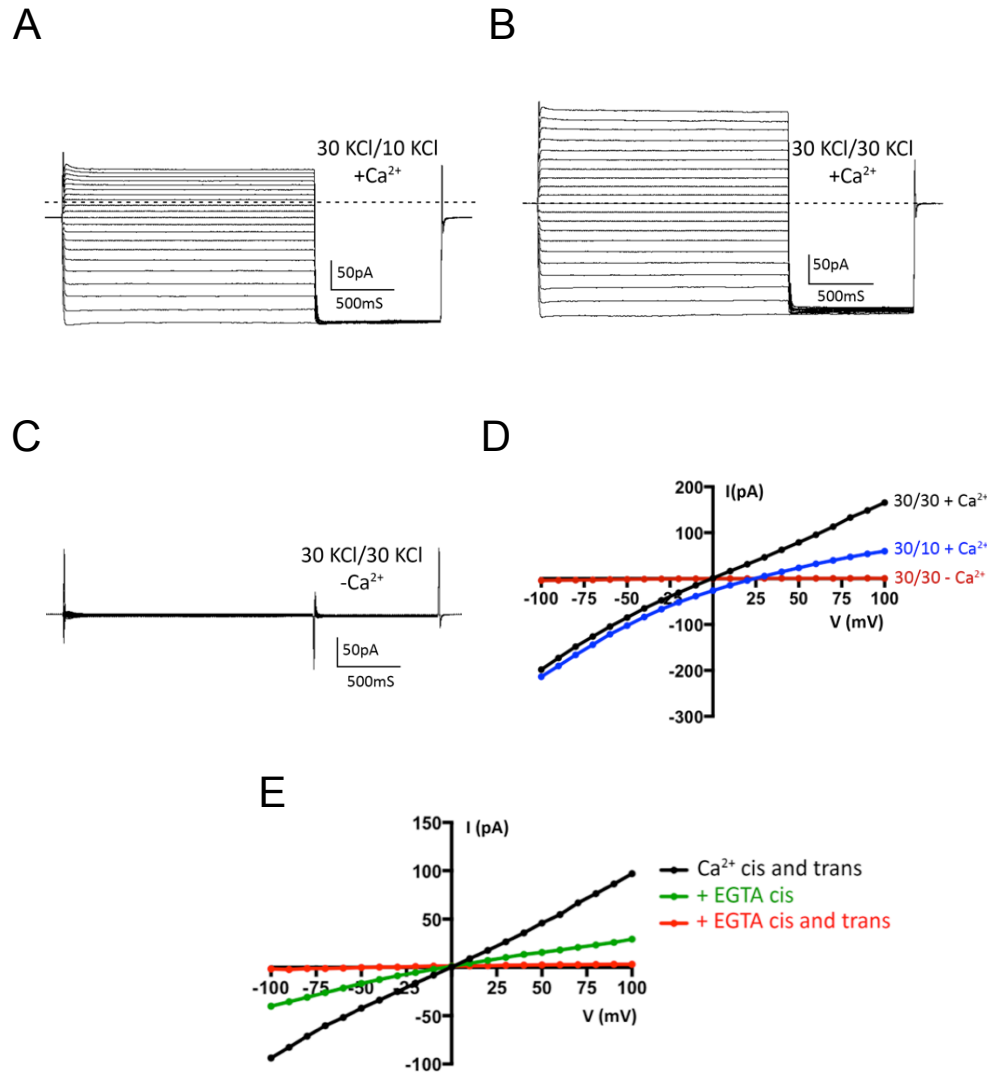 A
B
30 KCl/10 KCl
+Ca²⁺
50pA
500mS
30 KCl/30 KCl
+Ca²⁺
50pA
500mS
C
30 KCl/30 KCl
-Ca²⁺
50pA
500mS
D
200
I(pA)
30/30 + Ca²⁺
100
30/10 + Ca²⁺
30/30 - Ca²⁺
-100 -75 -50 -25 25 50 75 100
V (mV)
-100
-200
-300
E
150
I (pA)
100
Ca²⁺ cis and trans
+ EGTA cis
50
+ EGTA cis and trans
-100 -75 -50 -25 25 50 75 100
V (mV)
-50
-100